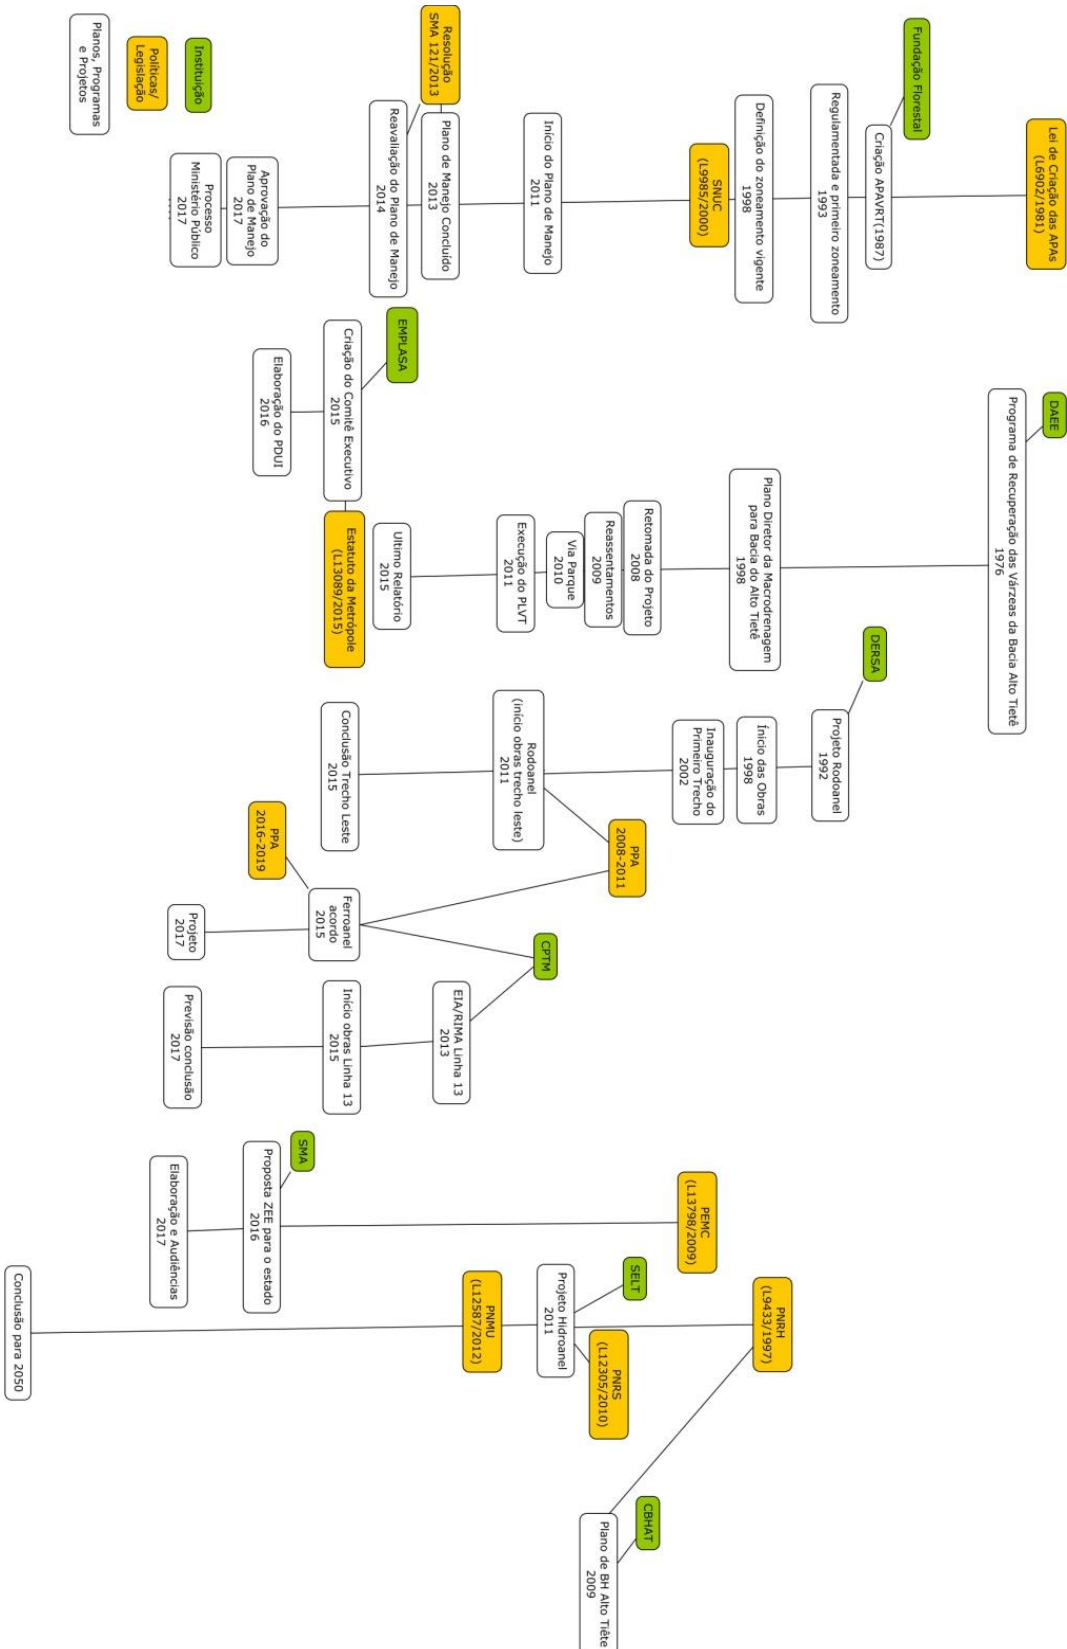 Lei de Criação das APAs
(L6902/1981)
Fundação Florestal
Criação APAVRT(1987)
Regulamentada e primeiro zoneamento
1993
Definição do zoneamento vigente
1998
SNUC
(L9985/2000)
Início do Plano de Manejo
2011
Resolução
SMA 121/2013
Plano de Manejo Concluído
2013
Reavaliação do Plano de Manejo
2014
Aprovação do
Plano de Manejo
2017
Processo
Ministério Público
2017
Instituição
Políticas/
Legislação
Planos, Programas
e Projetos
EMPLASA
Criação do Comitê Executivo
2015
Elaboração do PDUI
2016
Estatuto da Metrópole
(L13089/2015)
DAEE
Programa de Recuperação das Várzeas da Bacia Alto Tietê
1976
Plano Diretor da Macrodrenagem
para Bacia do Alto Tietê
1998
Retomada do Projeto
2008
Reassentamentos
2009
Via Parque
2010
Execução do PLVT
2011
Ultimo Relatório
2015
DERSA
Projeto Rodoanel
1992
Ínicio das Obras
1998
Inauguração do
Primeiro Trecho
2002
Rodoanel
(início obras trecho leste)
2011
Conclusão Trecho Leste
2015
PPA
2008-2011
PPA
2016-2019
Ferroanel
acordo
2015
Projeto
2017
CPTM
EIA/RIMA Linha 13
2013
Início obras Linha 13
2015
Previsão conclusão
2017
PEMC
(L13798/2009)
SMA
Proposta ZEE para o estado
2016
Elaboração e Audiências
2017
PNRH
(L9433/1997)
SELT
Projeto Hidroanel
2011
PNRS
(L12305/2010)
PNMU
(L12587/2012)
Conclusão para 2050
CBHAT
Plano de BH Alto Tiête
2009